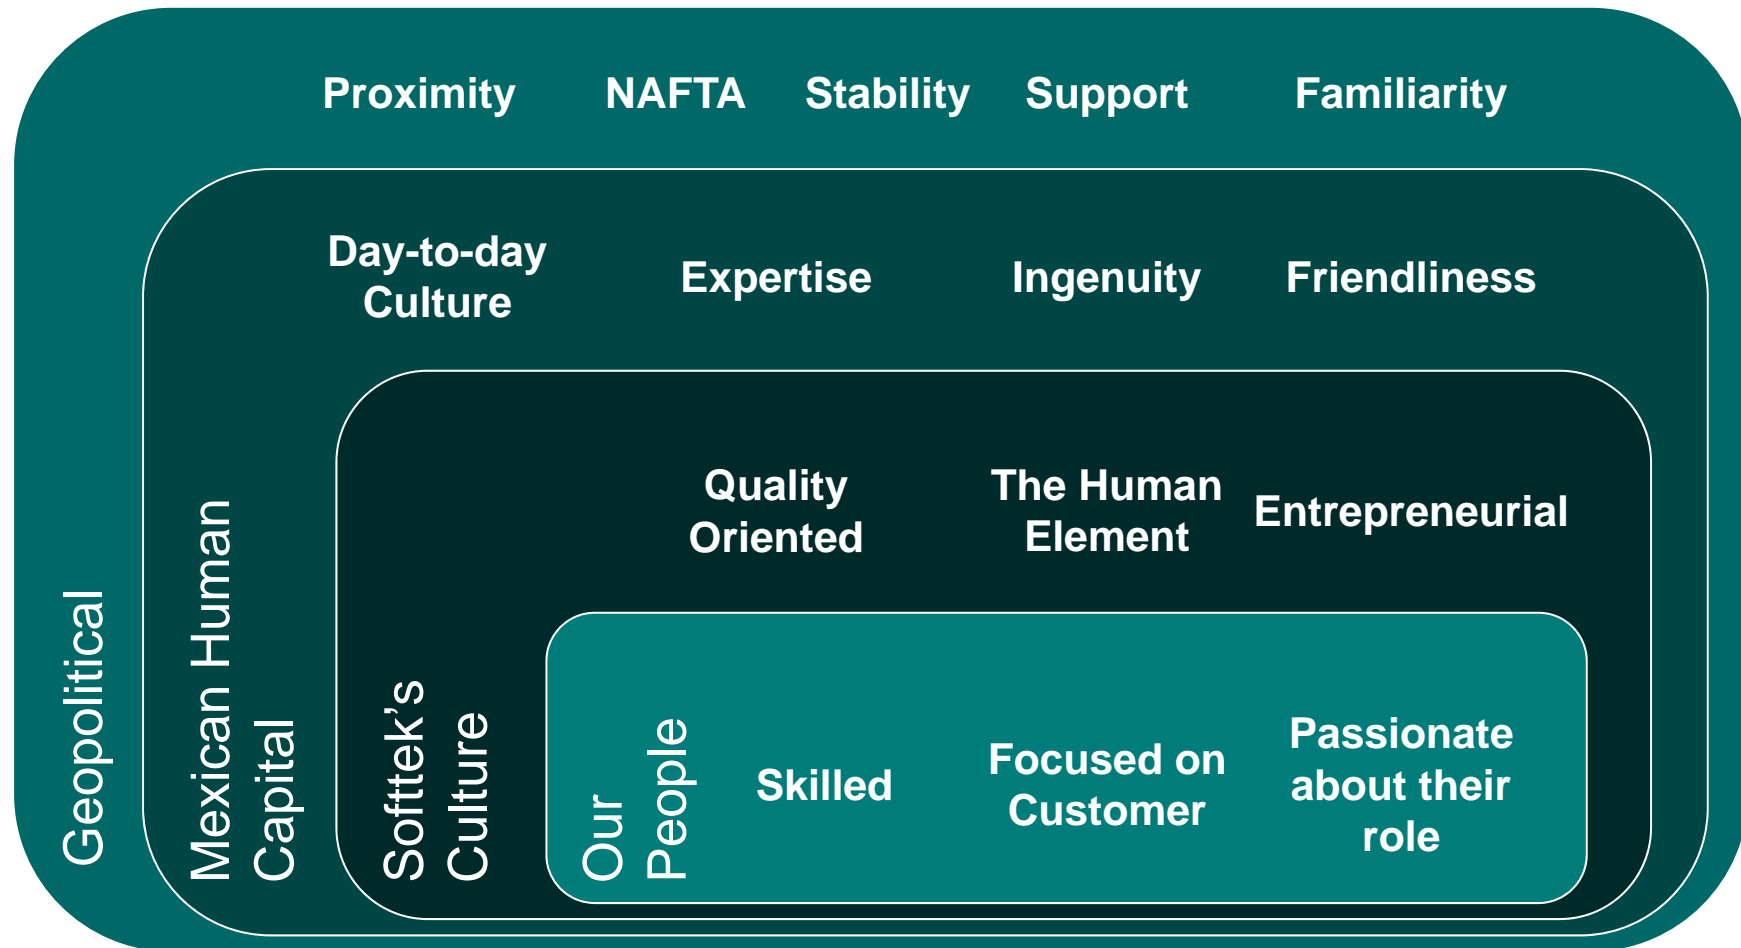 Proximity NAFTA Stability Support Familiarity
Day-to-day
Culture
Expertise
Ingenuity
Friendliness
Quality
Oriented
The Human
Element
Entrepreneurial
Skilled
Focused on
Customer
Passionate
about their
role
Geopolitical
Mexican Human
Capital
Softtek’s
Culture
Our
People